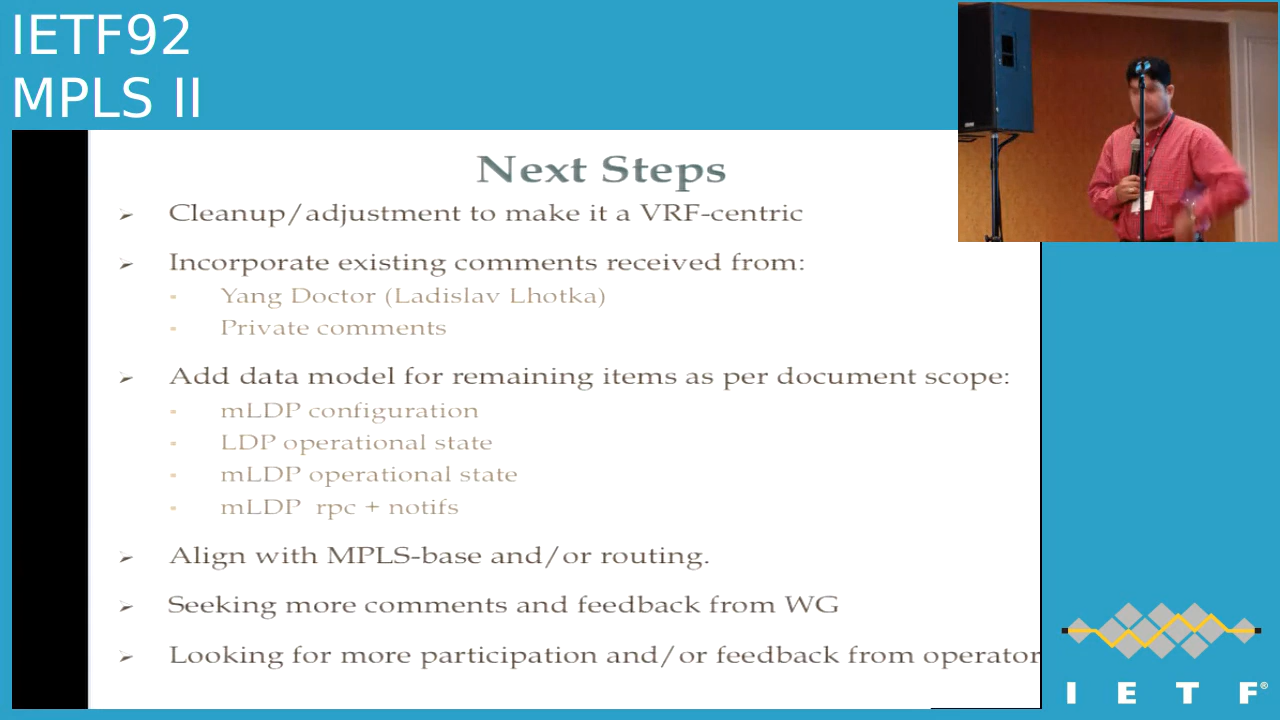 IETF92
MPLS II
Next Steps
➢ Cleanup/adjustment to make it a VRF-centric
➢ Incorporate existing comments received from:
▪ Yang Doctor (Ladislav Lhotka)
▪ Private comments
➢ Add data model for remaining items as per document scope:
▪ mLDP configuration
▪ LDP operational state
▪ mLDP operational state
▪ mLDP rpc + notifs
➢ Align with MPLS-base and/or routing.
➢ Seeking more comments and feedback from WG
➢ Looking for more participation and/or feedback from operator
I E T F®